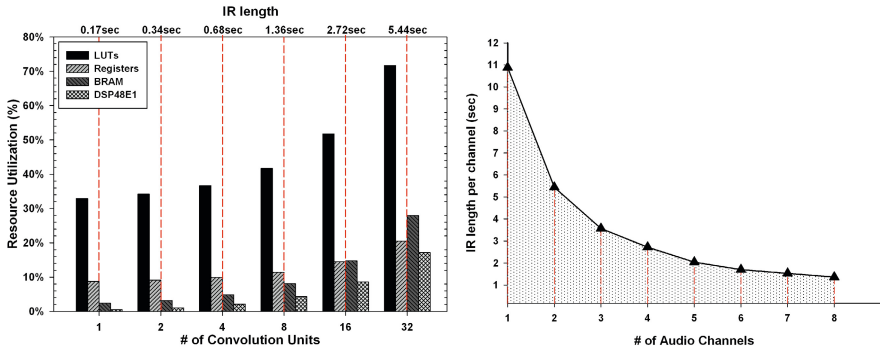 IR length
0.17sec 0.34sec 0.68sec 1.36sec 2.72sec 5.44sec
80%
70%
60%
50%
40%
30%
20%
10%
0%
Resource Utilization (%)
LUTs
Registers
BRAM
DSP48E1
1 2 4 8 16 32
# of Convolution Units
12
11
10
9
8
7
6
5
4
3
2
1
IR length per channel (sec)
1 2 3 4 5 6 7 8
# of Audio Channels